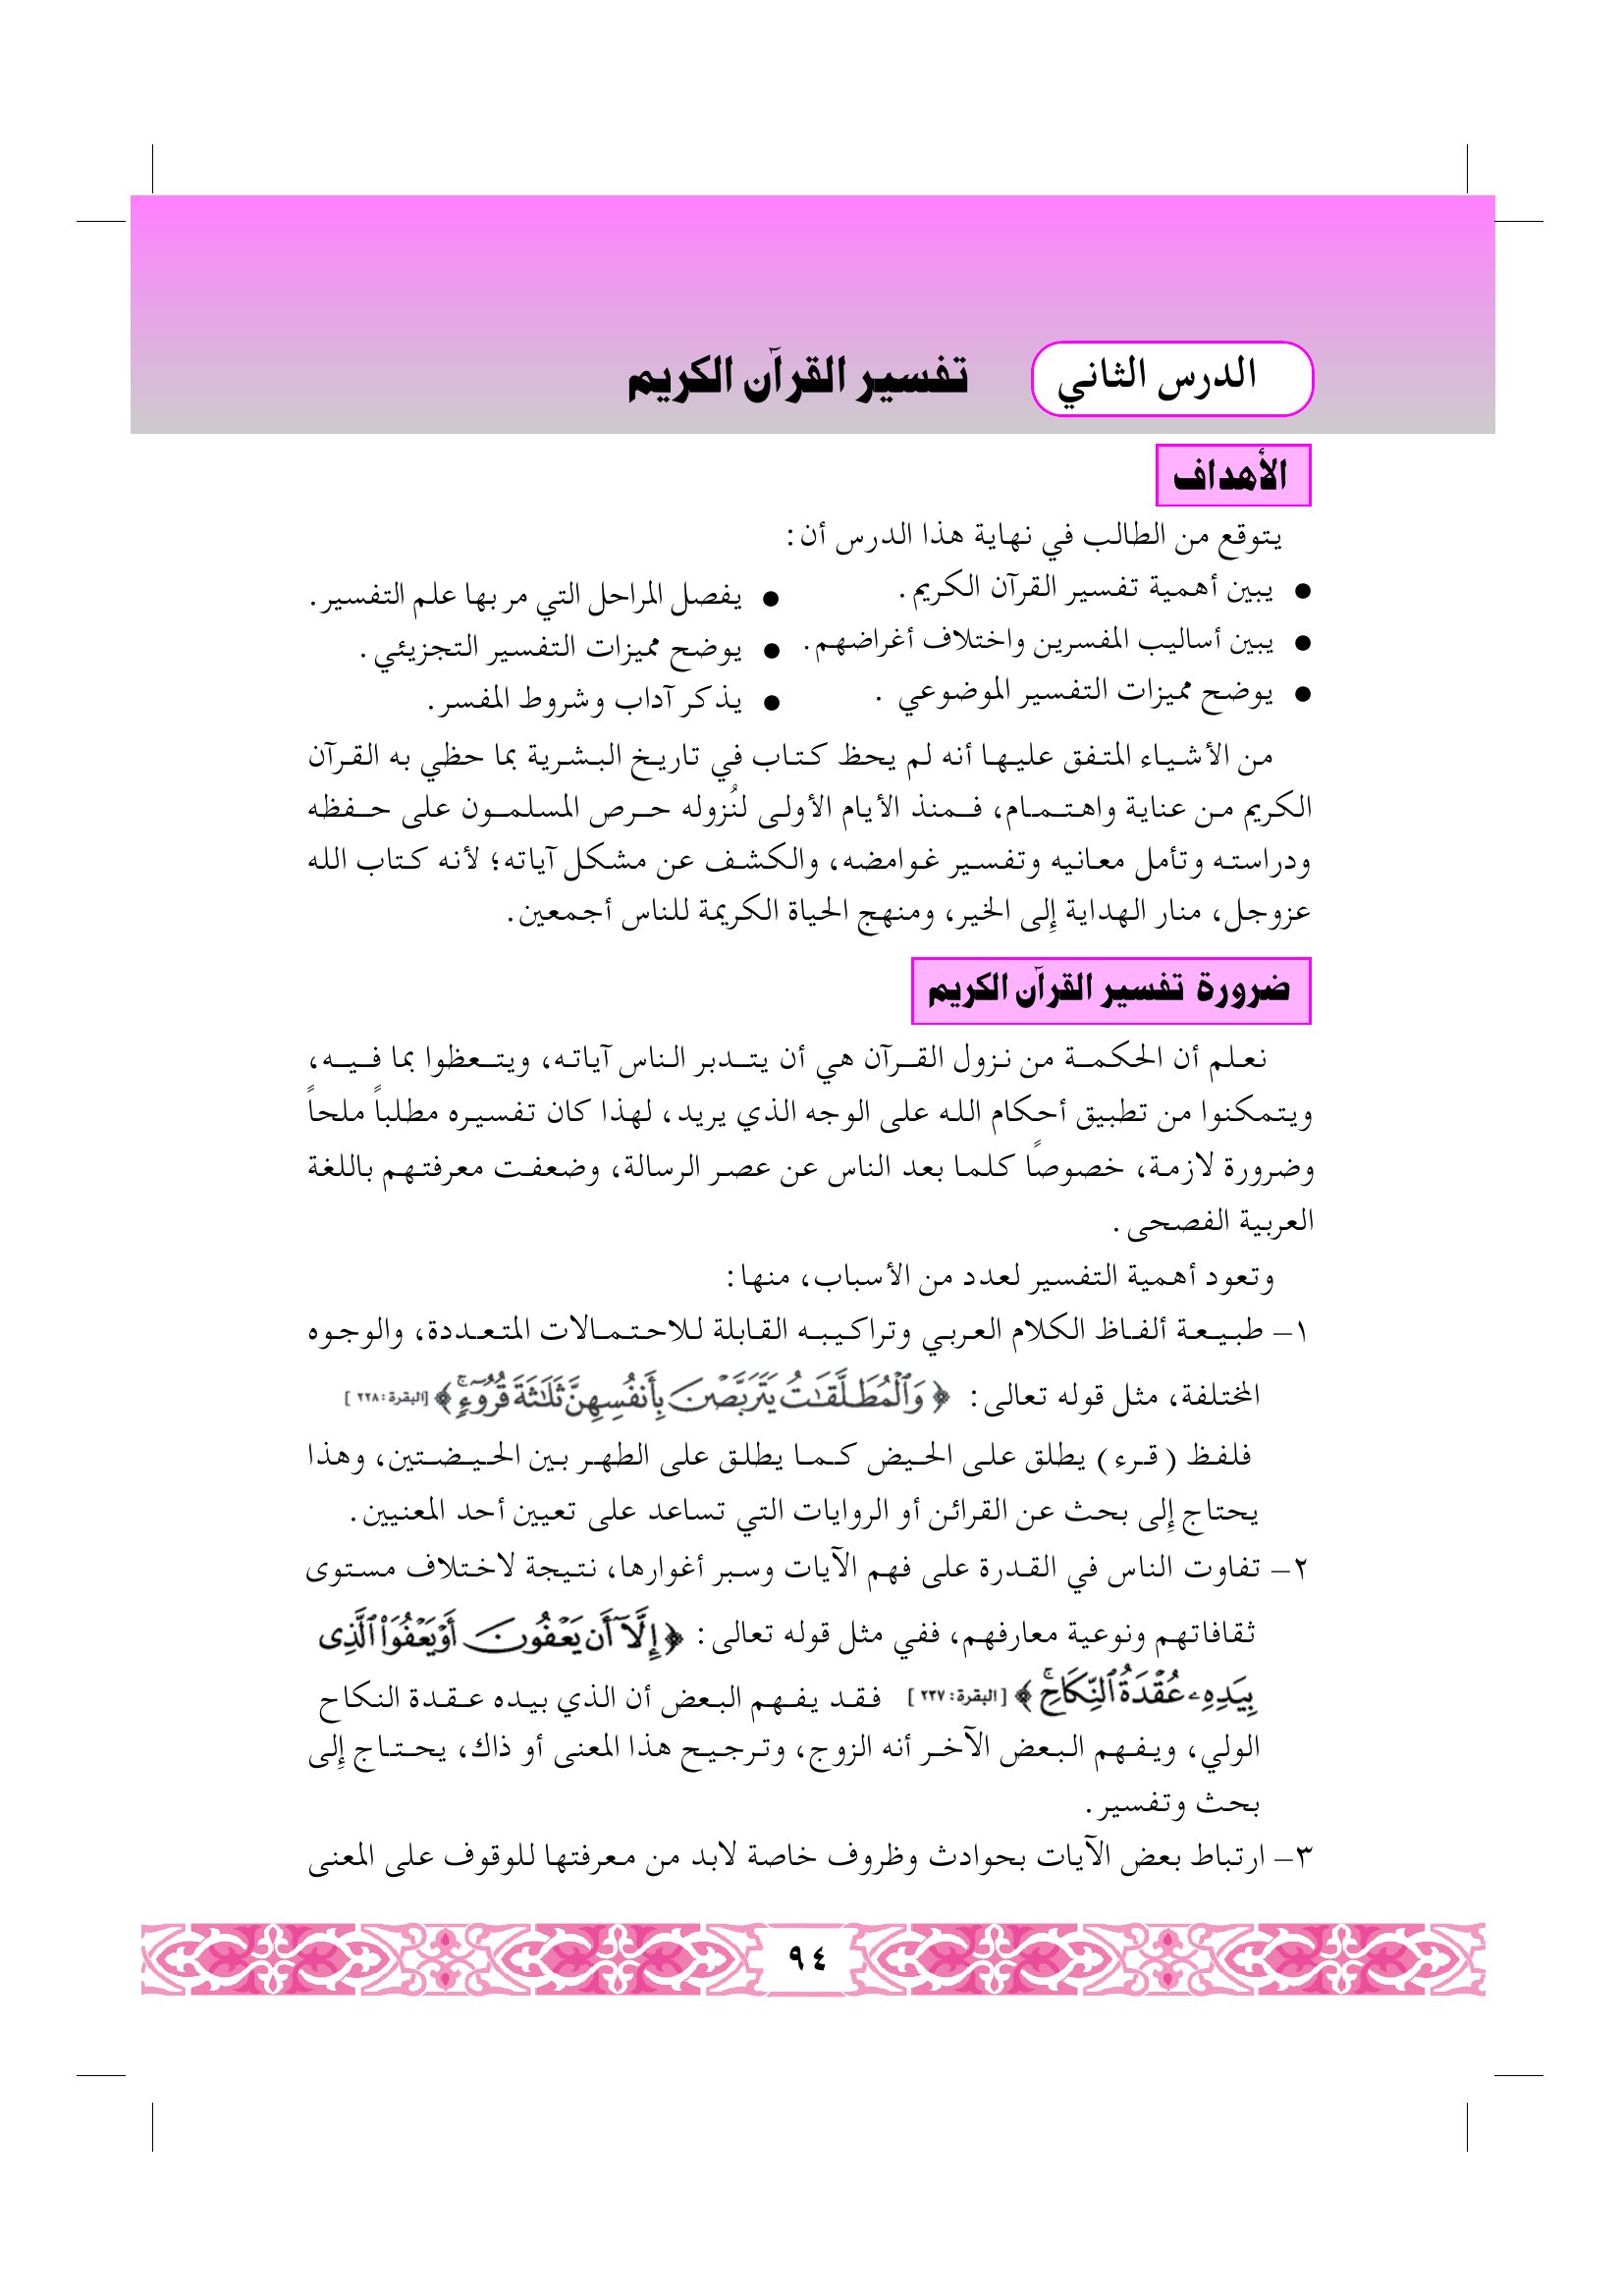 الدرس الثاني
تفسير القرآن الكريم
الأهداف
يتوقع من الطالب في نهاية هذا الدرس أن:
● يبين أهمية تفسير القرآن الكريم.
● يفصل المراحل التي مر بها علم التفسير.
● يبين أساليب المفسرين واختلاف أغراضهم.
● يوضح مميزات التفسير التجزيئي.
● يوضح مميزات التفسير الموضوعي .
● يذكر آداب وشروط المفسر.
من الأشياء المتفق عليها أنه لم يحظ كتاب في تاريخ البشرية بما حظي به القرآن
الكريم من عناية واهتمام، فمنذ الأيام الأولى لنُزوله حرص المسلمون على حفظه
ودراسته وتأمل معانيه وتفسير غوامضه، والكشف عن مشكل آياته؛ لأنه كتاب الله
عزوجل، منار الهداية إِلى الخير، ومنهج الحياة الكريمة للناس أجمعين.
ضرورة تفسير القرآن الكريم
نعلم أن الحكمة من نزول القرآن هي أن يتدبر الناس آياته، ويتعظوا بما فيه،
ويتمكنوا من تطبيق أحكام الله على الوجه الذي يريد، لهذا كان تفسيره مطلباً ملحاً
وضرورة لازمة، خصوصاً كلما بعد الناس عن عصر الرسالة، وضعفت معرفتهم باللغة
العربية الفصحى.
وتعود أهمية التفسير لعدد من الأسباب، منها:
١– طبيعة ألفاظ الكلام العربي وتراكيبه القابلة للاحتمالات المتعددة، والوجوه
المختلفة، مثل قوله تعالى: ﴿ وَٱلْمُطَلَّقَٰتُ يَتَرَبَّصْنَ بِأَنفُسِهِنَّ ثَلَٰثَةَ قُرُوٓءٍۚ ﴾ [البقرة: ٢٢٨]
فلفظ ( قرء ) يطلق على الحيض كما يطلق على الطهر بين الحيضتين، وهذا
يحتاج إِلى بحث عن القرائن أو الروايات التي تساعد على تعيين أحد المعنيين.
٢– تفاوت الناس في القدرة على فهم الآيات وسبر أغوارها، نتيجة لاختلاف مستوى
ثقافاتهم ونوعية معارفهم، ففي مثل قوله تعالى: ﴿ إِلَّآ أَن يَعْفُونَ أَوْ يَعْفُوَا۟ ٱلَّذِى
بِيَدِهِۦ عُقْدَةُ ٱلنِّكَاحِۚ ﴾ [البقرة: ٢٣٧] فقد يفهم البعض أن الذي بيده عقدة النكاح
الولي، ويفهم البعض الآخر أنه الزوج، وترجيح هذا المعنى أو ذاك، يحتاج إِلى
بحث وتفسير.
٣– ارتباط بعض الآيات بحوادث وظروف خاصة لابد من معرفتها للوقوف على المعنى
٩٤